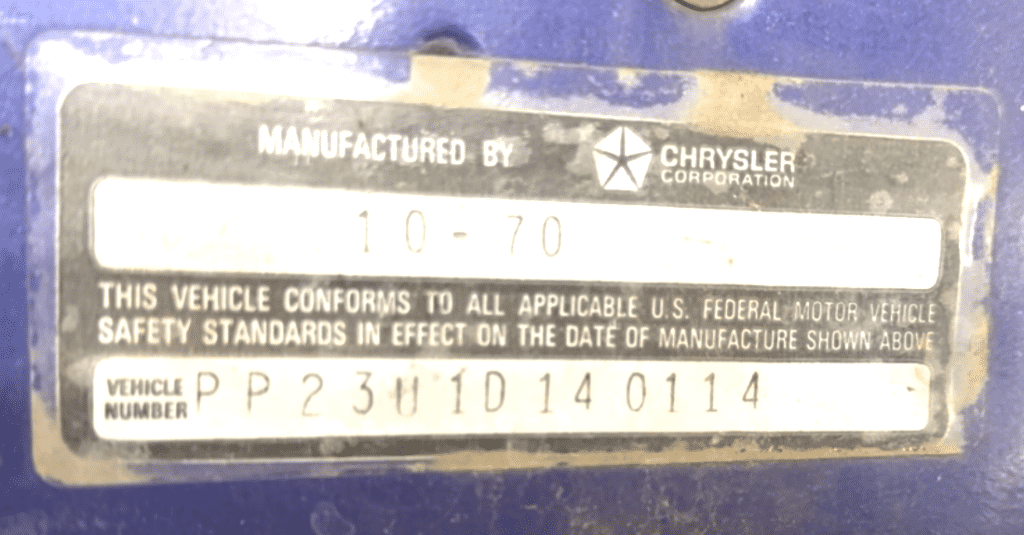 MANUFACTURED BY CHRYSLER CORPORATION
10-70
THIS VEHICLE CONFORMS TO ALL APPLICABLE U.S. FEDERAL MOTOR VEHICLE
SAFETY STANDARDS IN EFFECT ON THE DATE OF MANUFACTURE SHOWN ABOVE
VEHICLE NUMBER PP23U1D140114